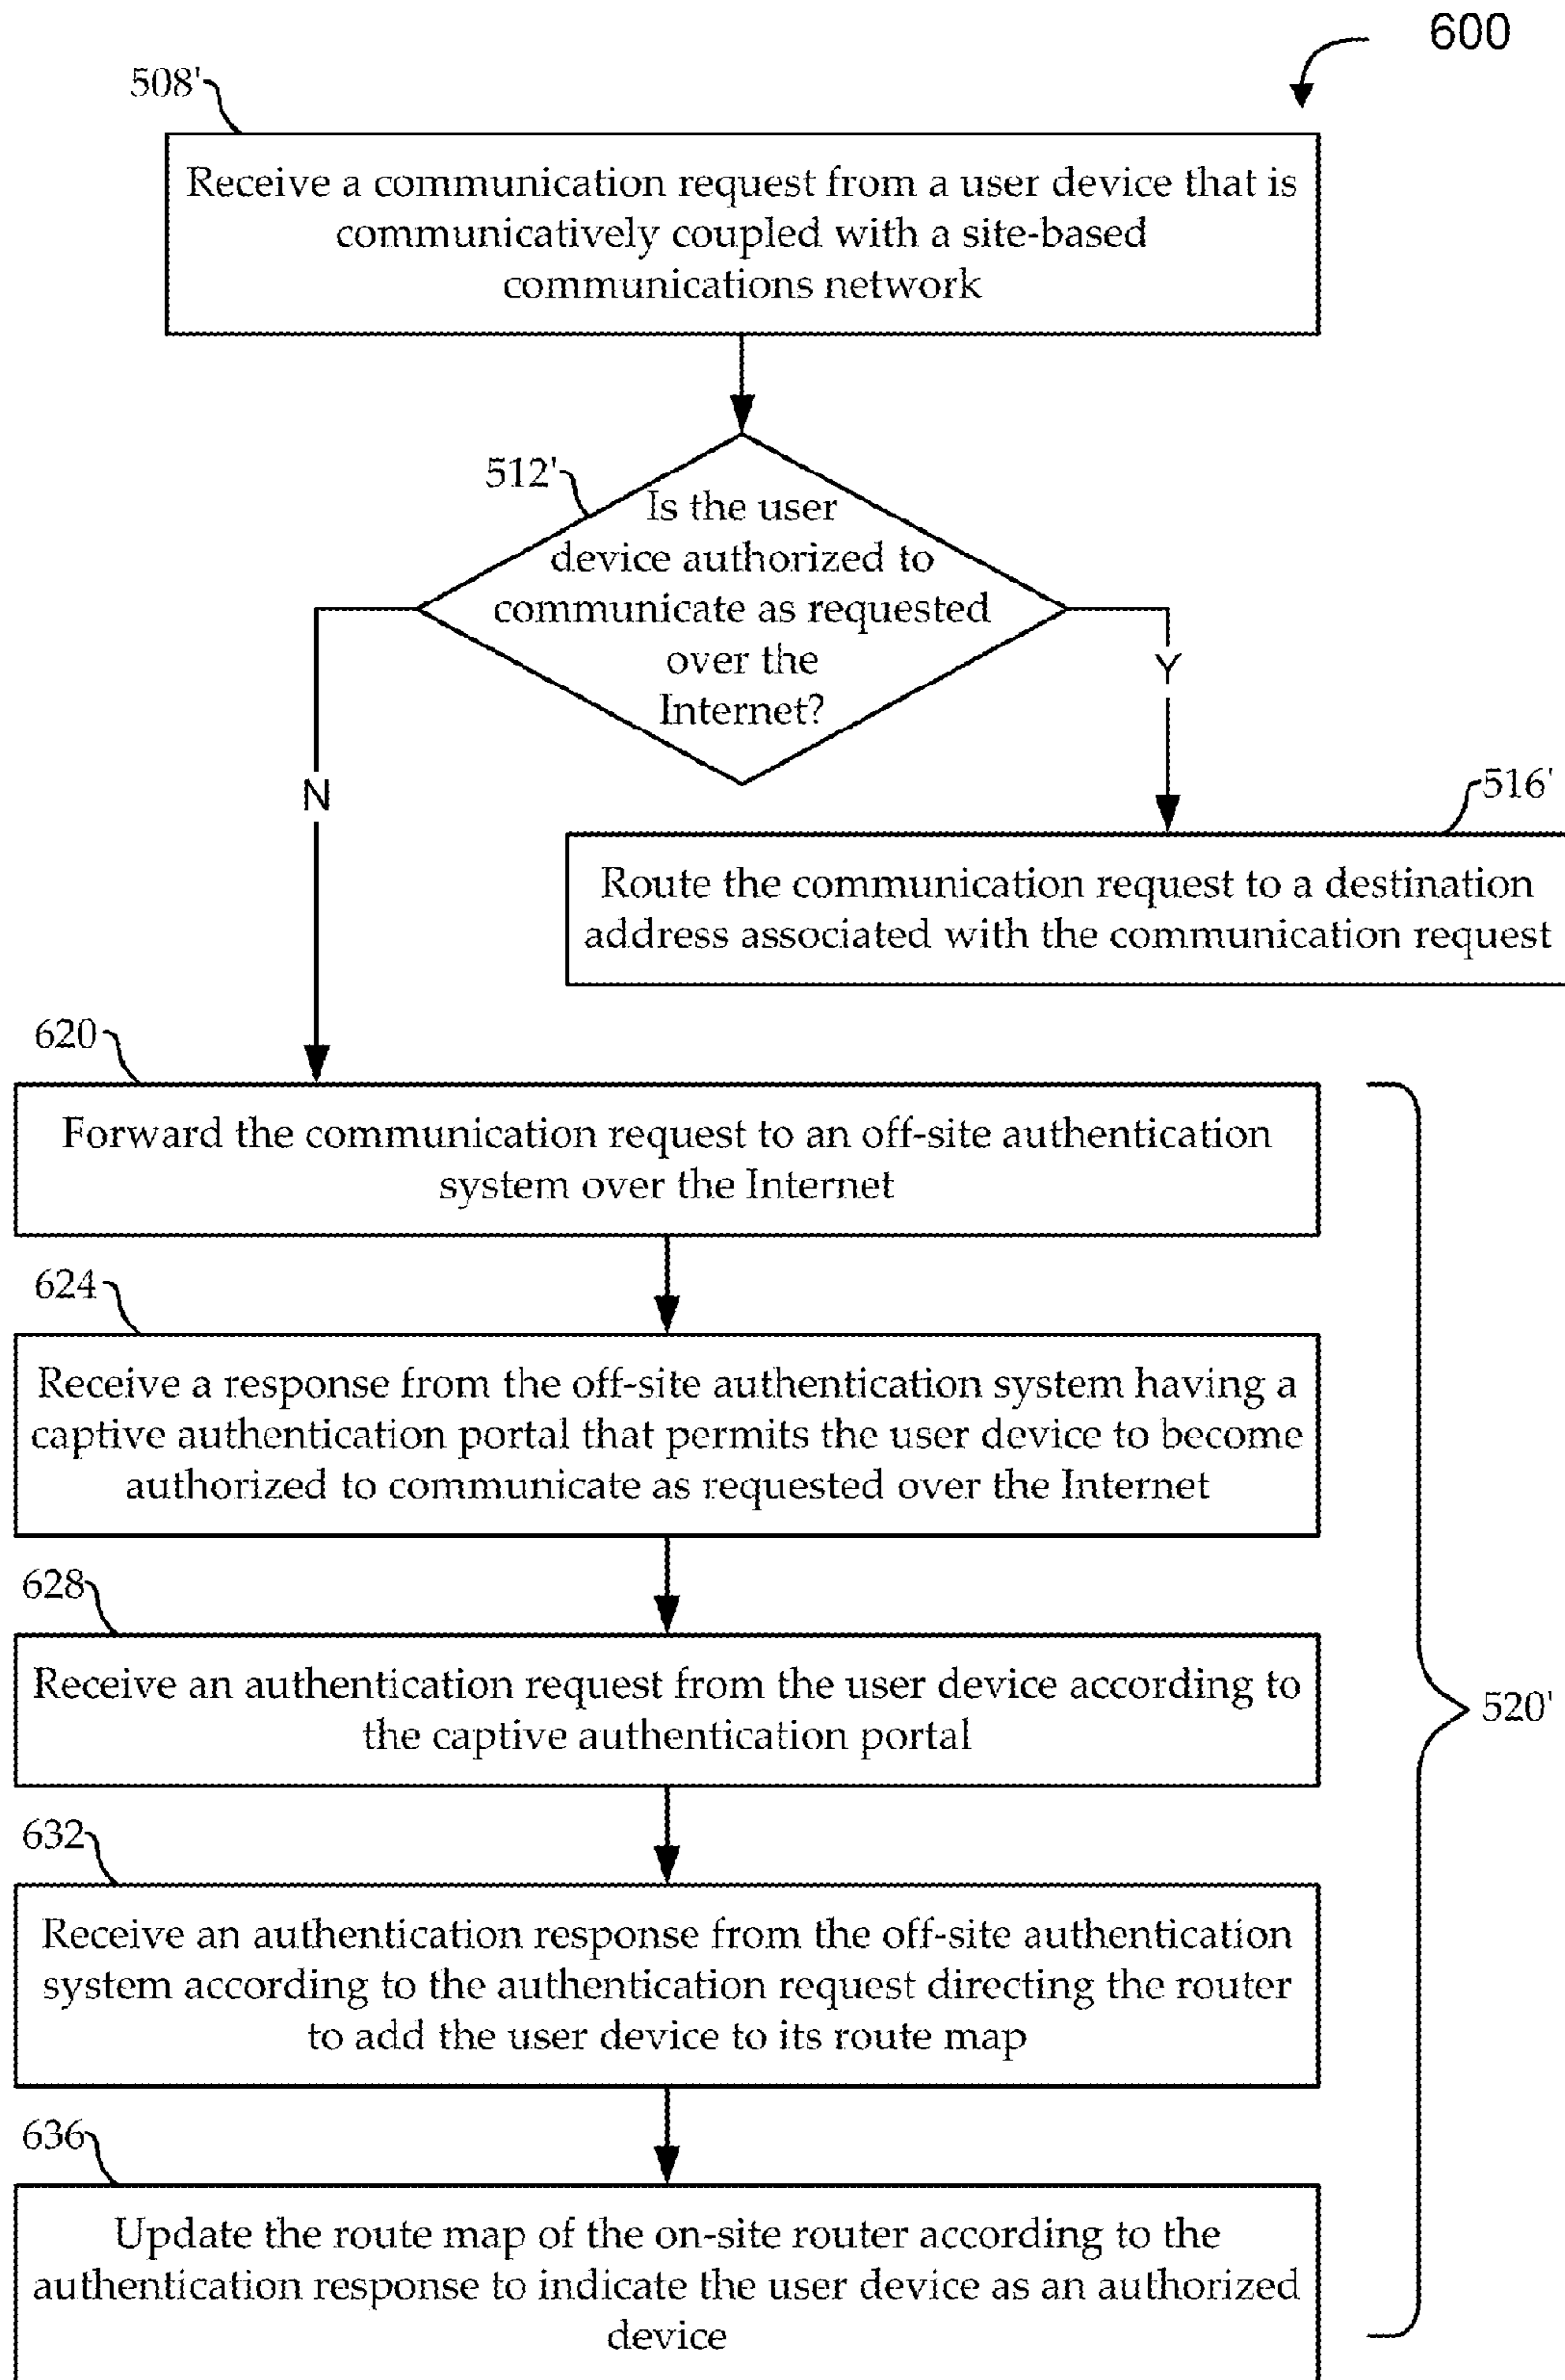 600
508'
Receive a communication request from a user device that is
communicatively coupled with a site-based
communications network
512'
Is the user
device authorized to
communicate as requested
over the
Internet?
Y
N
516'
Route the communication request to a destination
address associated with the communication request
620
Forward the communication request to an off-site authentication
system over the Internet
624
Receive a response from the off-site authentication system having a
captive authentication portal that permits the user device to become
authorized to communicate as requested over the Internet
628
Receive an authentication request from the user device according to
the captive authentication portal
520'
632
Receive an authentication response from the off-site authentication
system according to the authentication request directing the router
to add the user device to its route map
636
Update the route map of the on-site router according to the
authentication response to indicate the user device as an authorized
device